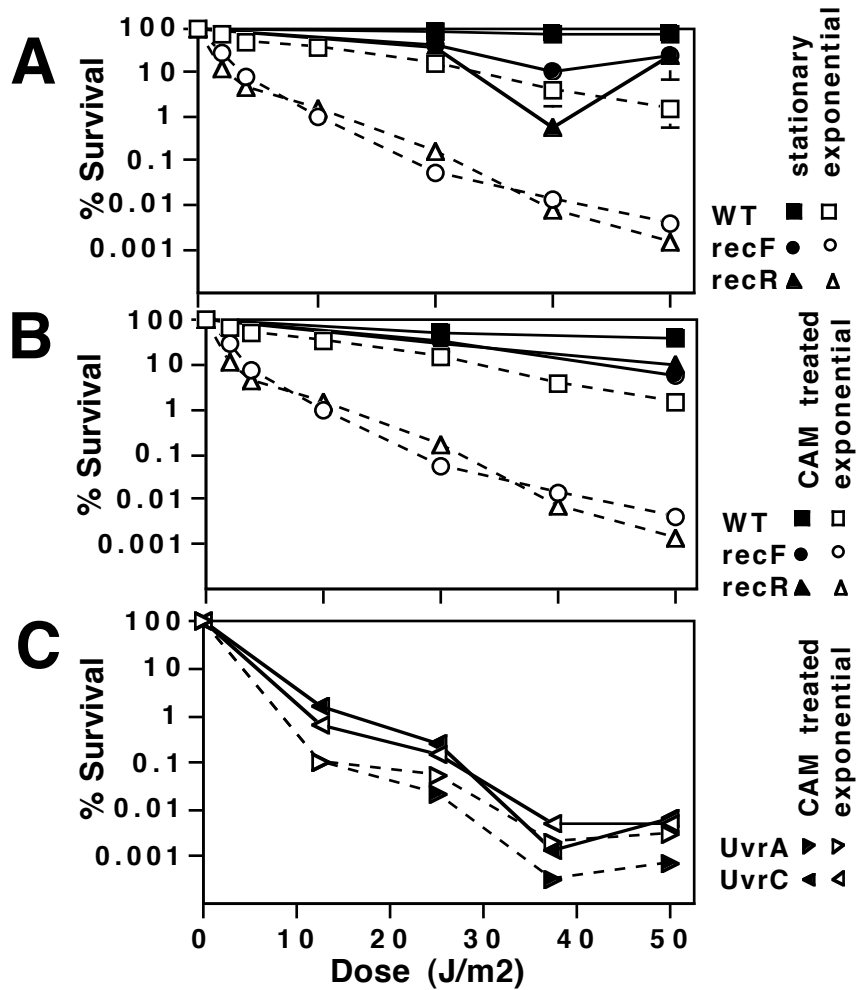 A
100
10
1
0.1
0.01
0.001
% Survival
stationary
exponential
WT
recF
recR
B
100
10
1
0.1
0.01
0.001
% Survival
CAM treated
exponential
WT
recF
recR
C
100
10
1
0.1
0.01
0.001
% Survival
CAM treated
exponential
UvrA
UvrC
0 10 20 30 40 50
Dose (J/m2)